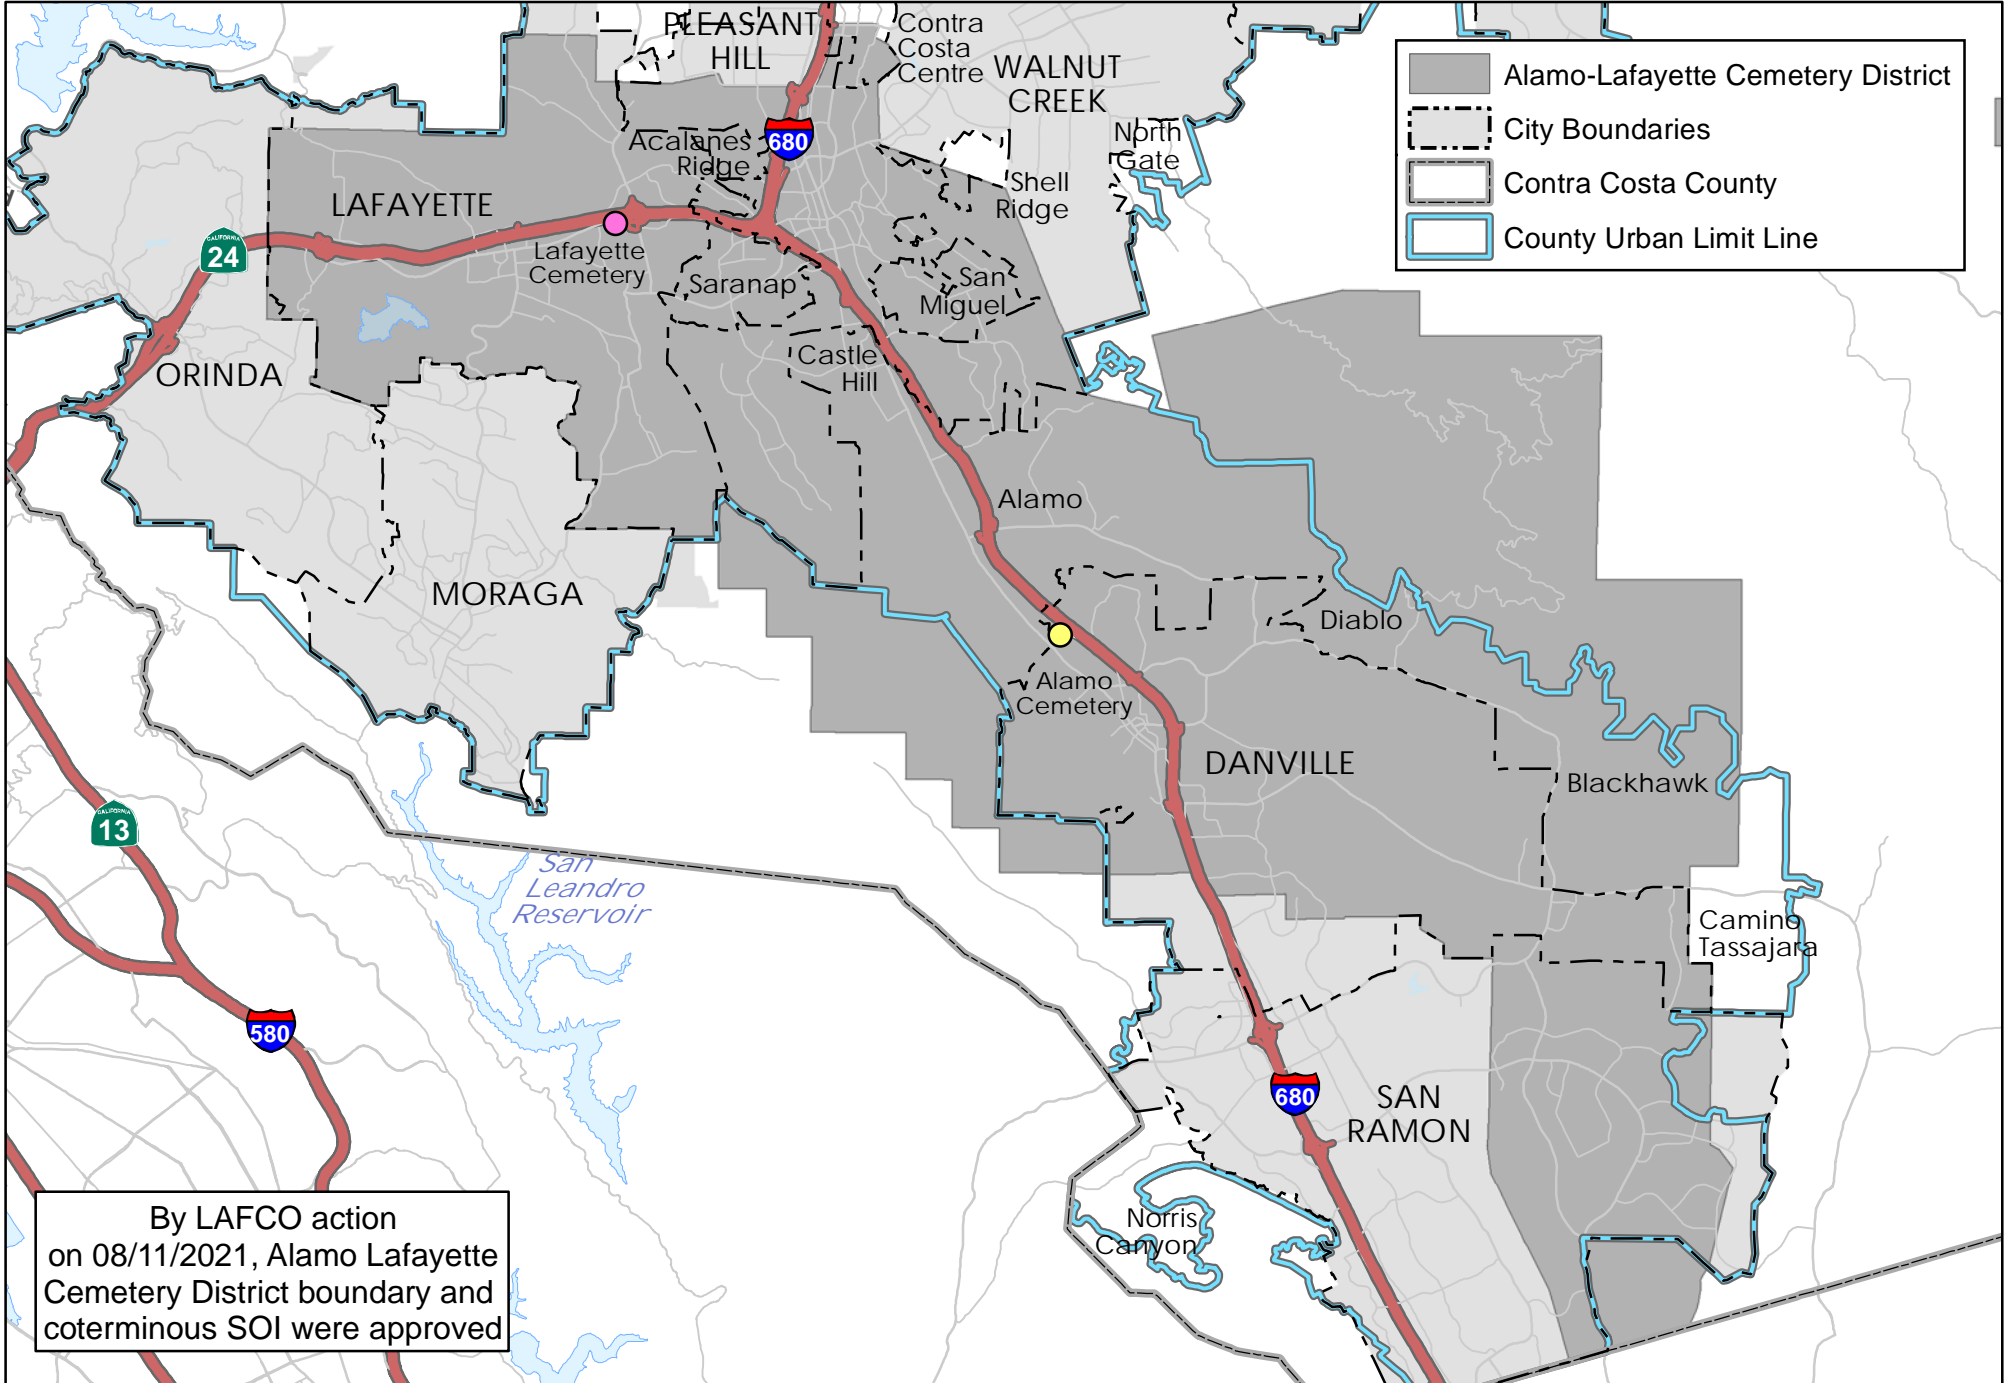 PLEASANT
HILL
Contra
Costa
Centre
WALNUT
CREEK
Alamo-Lafayette Cemetery District
City Boundaries
Contra Costa County
County Urban Limit Line
North
Gate
Acalanes
Ridge
680
Shell
Ridge
LAFAYETTE
CALIFORNIA
24
Lafayette
Cemetery
Saranap
San
Miguel
Castle
Hill
ORINDA
Alamo
MORAGA
Diablo
Alamo
Cemetery
DANVILLE
Blackhawk
CALIFORNIA
13
San
Leandro
Reservoir
Camino
Tassajara
580
680
SAN
RAMON
Norris
Canyon
By LAFCO action
on 08/11/2021, Alamo Lafayette
Cemetery District boundary and
coterminous SOI were approved